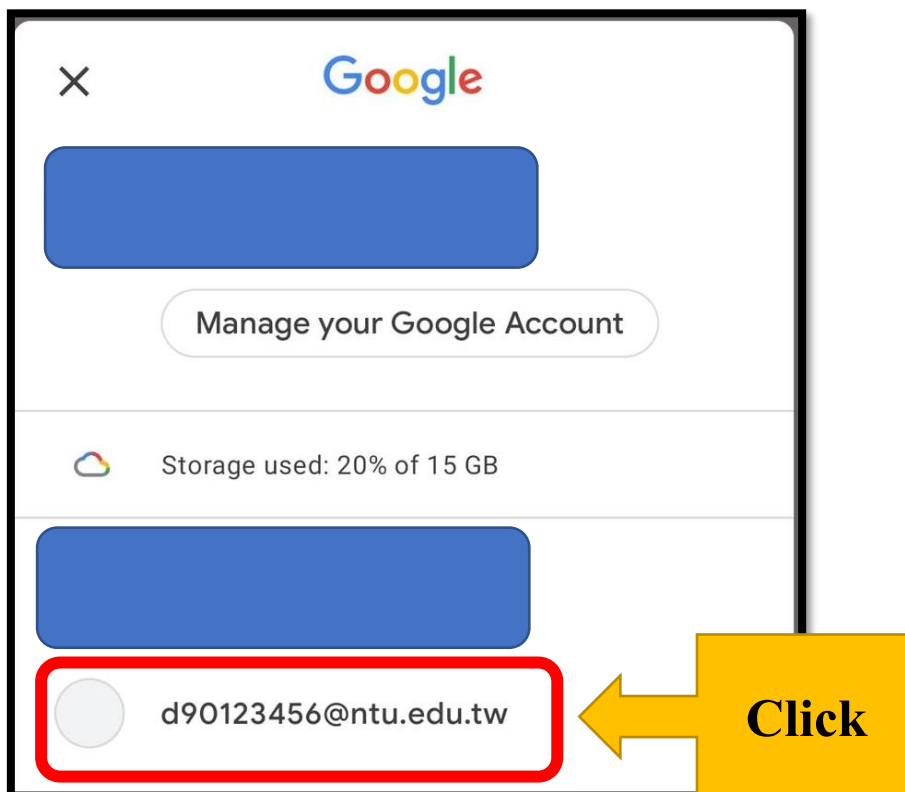 Google
Manage your Google Account
Storage used: 20% of 15 GB
d90123456@ntu.edu.tw
Click